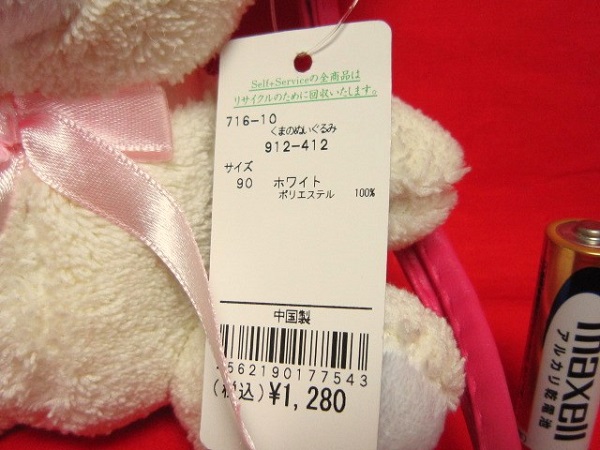 Self+Serviceの全商品は
リサイクルのために回収いたします。
716-10
くまのぬいぐるみ
912-412
サイズ
90 ホワイト
ポリエステル 100%
中国製
4562190177543
(税込)¥1,280
maxell
アルカリ乾電池